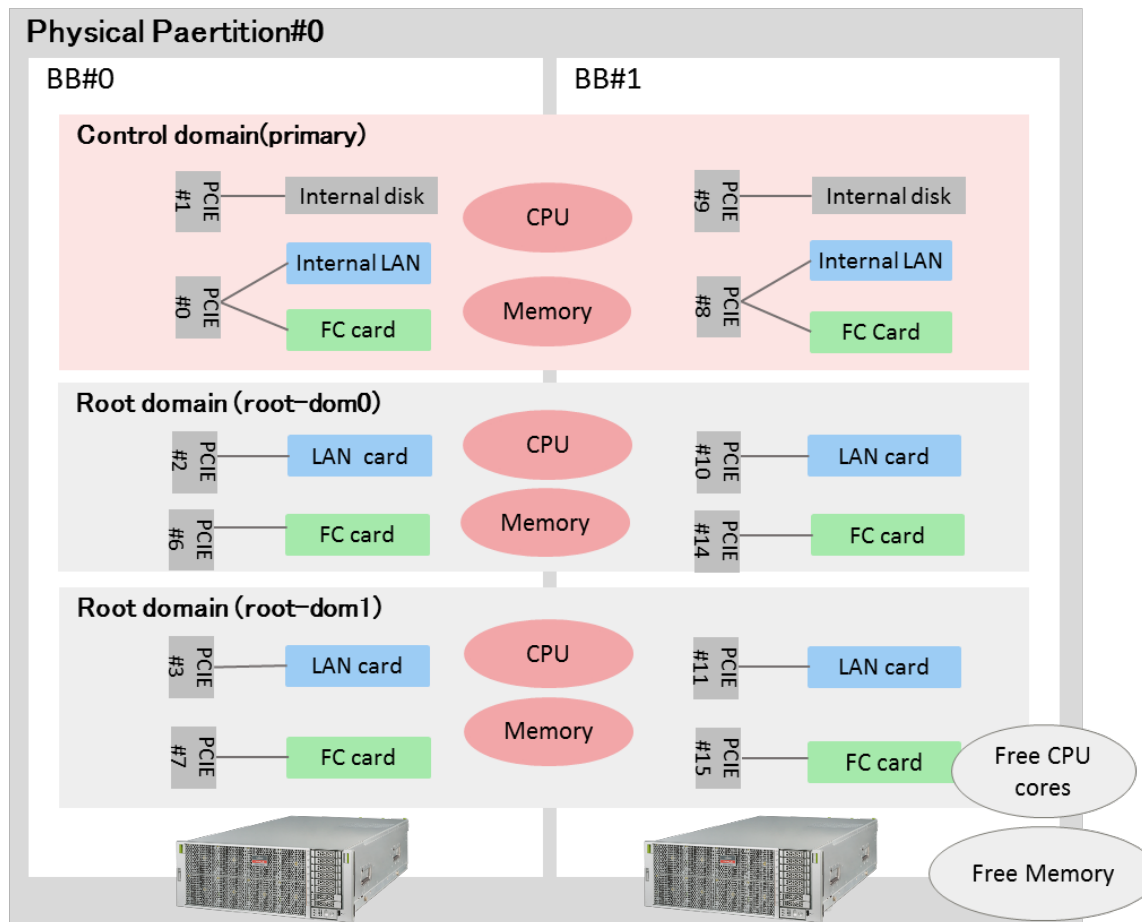 Physical Paertition#0
BB#0
BB#1
Control domain(primary)
PCIE
#1
Internal disk
CPU
PCIE
#9
Internal disk
PCIE
#0
Internal LAN
FC card
Memory
PCIE
#8
Internal LAN
FC Card
Root domain (root-dom0)
PCIE
#2
LAN card
CPU
PCIE
#10
LAN card
PCIE
#6
FC card
Memory
PCIE
#14
FC card
Root domain (root-dom1)
PCIE
#3
LAN card
CPU
PCIE
#11
LAN card
PCIE
#7
FC card
Memory
PCIE
#15
FC card
Free CPU
cores
Free Memory